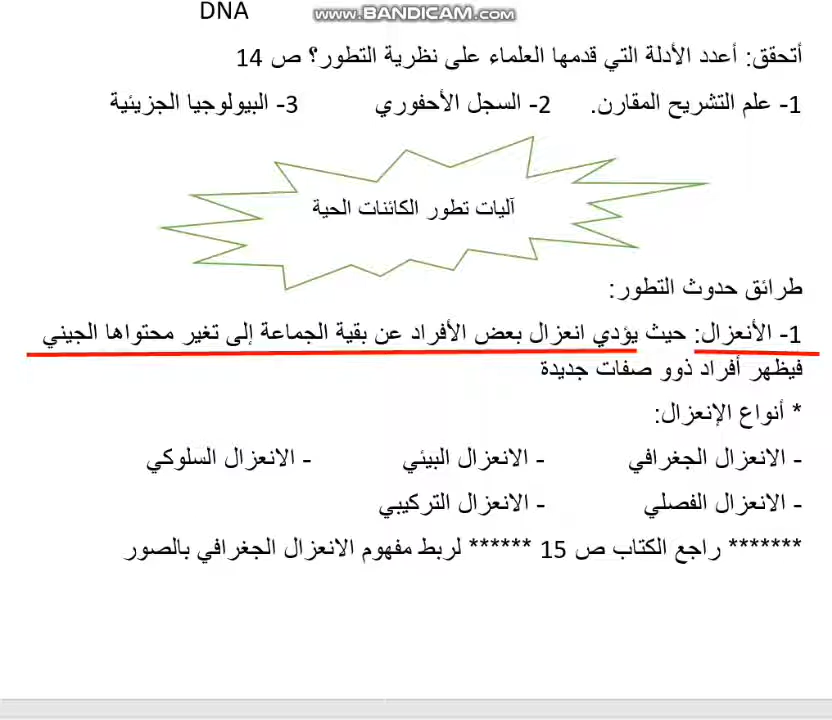 DNA
www.BANDICAM.com
أتحقق: أعدد الأدلة التي قدمها العلماء على نظرية التطور؟ ص 14
1- علم التشريح المقارن. 2- السجل الأحفوري 3- البيولوجيا الجزيئية
آليات تطور الكائنات الحية
طرائق حدوث التطور:
1- الأنعزال: حيث يؤدي انعزال بعض الأفراد عن بقية الجماعة إلى تغير محتواها الجيني
فيظهر أفراد ذوو صفات جديدة
* أنواع الإنعزال:
- الانعزال الجغرافي - الانعزال البيئي - الانعزال السلوكي
- الانعزال الفصلي - الانعزال التركيبي
******* راجع الكتاب ص 15 ****** لربط مفهوم الانعزال الجغرافي بالصور